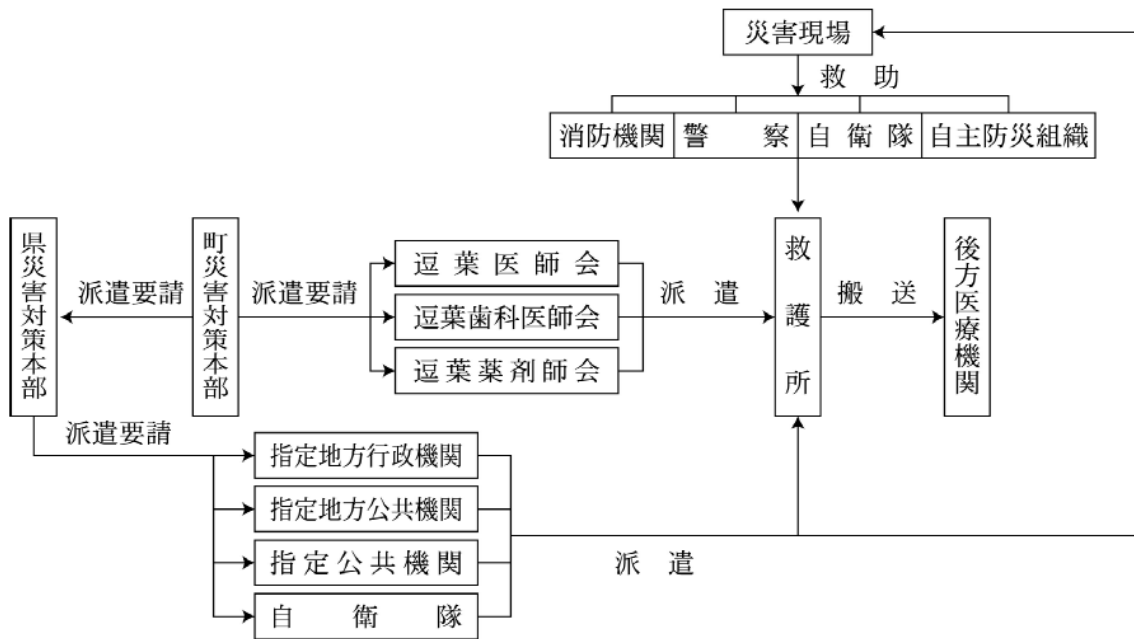 災害現場
救助
消防機関 警察 自衛隊 自主防災組織
県災害対策本部
派遣要請
町災害対策本部
派遣要請
逗葉医師会
逗葉歯科医師会
逗葉薬剤師会
派遣
救護所
搬送
後方医療機関
派遣要請
指定地方行政機関
指定地方公共機関
指定公共機関
自衛隊
派遣